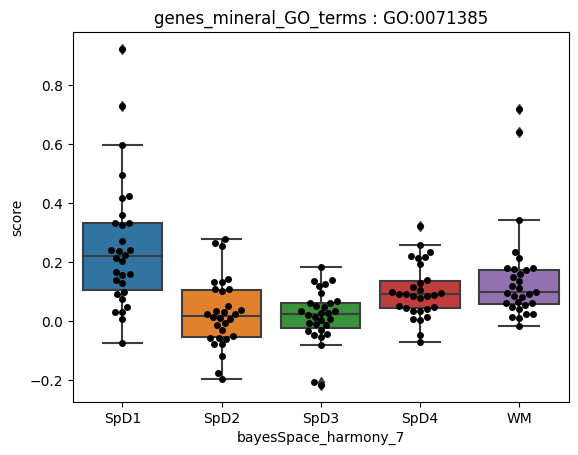 genes_mineral_GO_terms : GO:0071385
score
0.8
0.6
0.4
0.2
0.0
−0.2
SpD1 SpD2 SpD3 SpD4 WM
bayesSpace_harmony_7